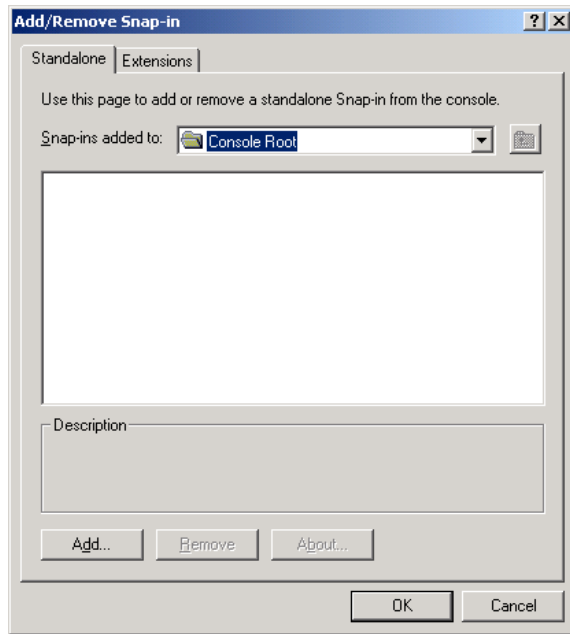 Add/Remove Snap-in
Standalone Extensions
Use this page to add or remove a standalone Snap-in from the console.
Snap-ins added to: Console Root
Description
Add... Remove About...
OK Cancel